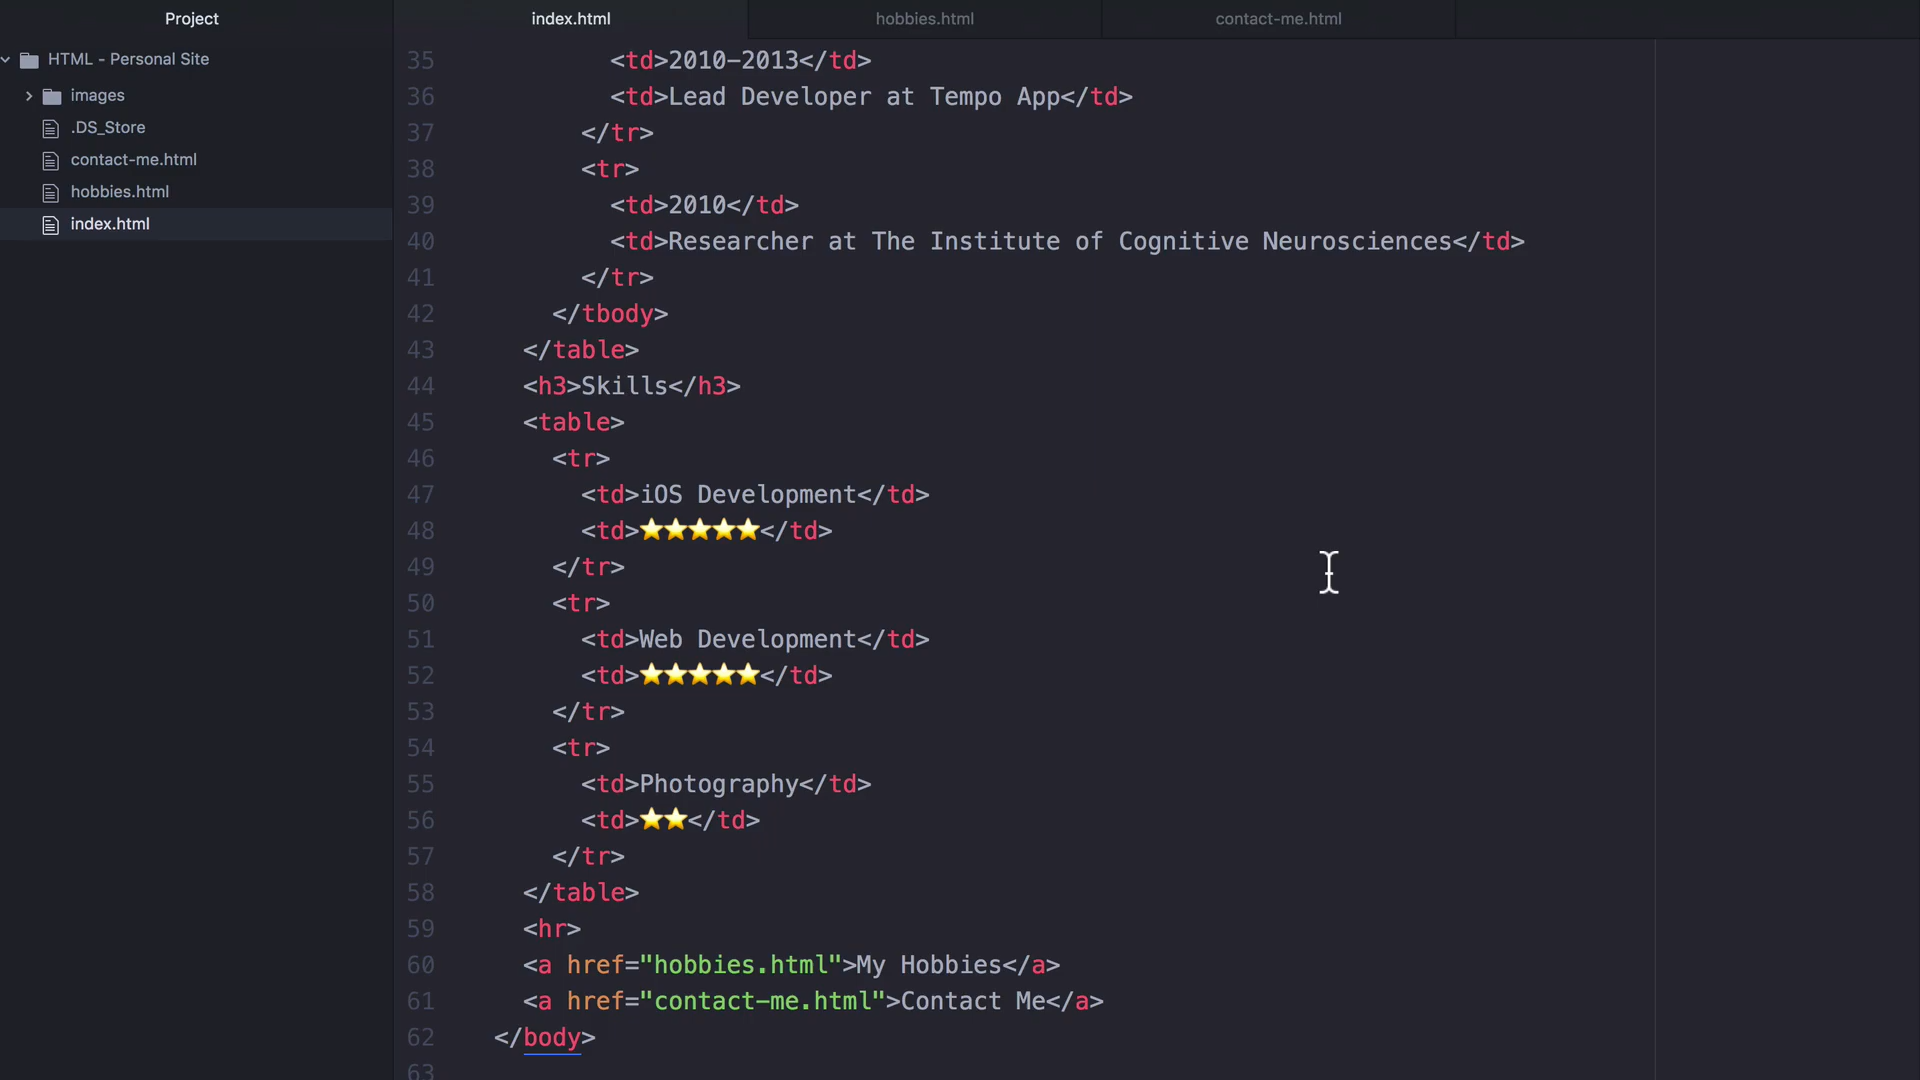 Project
index.html
hobbies.html
contact-me.html
HTML - Personal Site
images
.DS_Store
contact-me.html
hobbies.html
index.html
35 <td>2010-2013</td>
36 <td>Lead Developer at Tempo App</td>
37 </tr>
38 <tr>
39 <td>2010</td>
40 <td>Researcher at The Institute of Cognitive Neurosciences</td>
41 </tr>
42 </tbody>
43 </table>
44 <h3>Skills</h3>
45 <table>
46 <tr>
47 <td>iOS Development</td>
48 <td>⭐⭐⭐⭐⭐</td>
49 </tr>
50 <tr>
51 <td>Web Development</td>
52 <td>⭐⭐⭐⭐⭐</td>
53 </tr>
54 <tr>
55 <td>Photography</td>
56 <td>⭐⭐</td>
57 </tr>
58 </table>
59 <hr>
60 <a href="hobbies.html">My Hobbies</a>
61 <a href="contact-me.html">Contact Me</a>
62 </body>
63